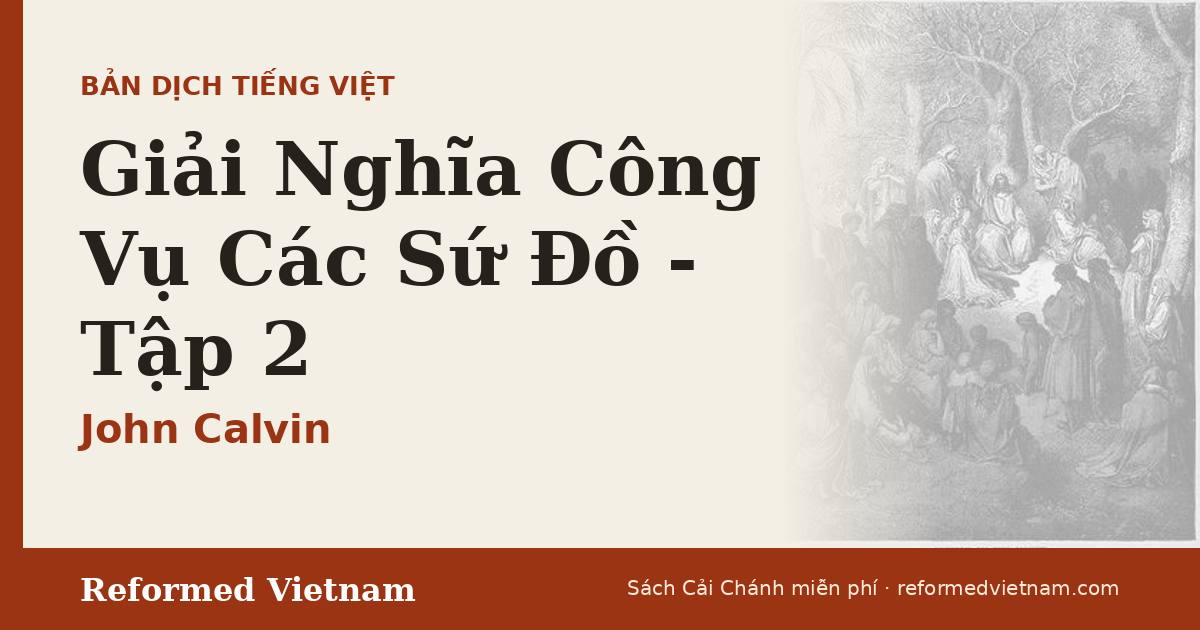 BẢN DỊCH TIẾNG VIỆT
Giải Nghĩa Công
Vụ Các Sứ Đồ -
Tập 2
John Calvin
Reformed Vietnam
Sách Cải Chánh miễn phí · reformedvietnam.com